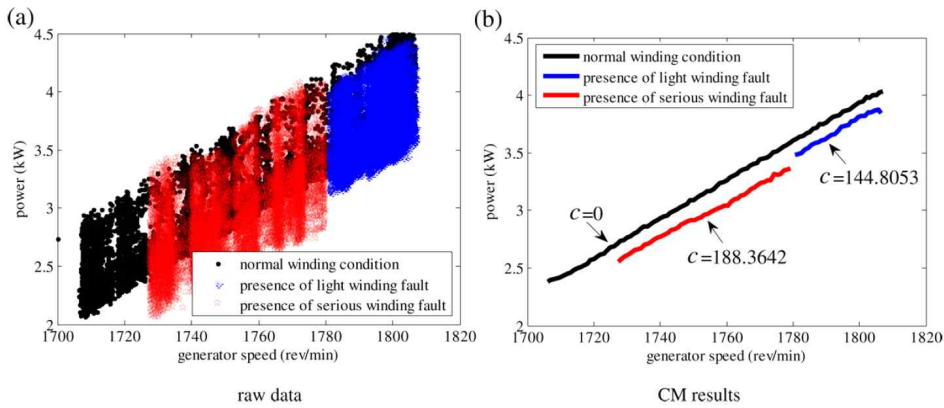 (a)
4.5
4
3.5
3
2.5
2
power (kW)
normal winding condition
presence of light winding fault
presence of serious winding fault
1700 1720 1740 1760 1780 1800 1820
generator speed (rev/min)
raw data
(b)
4.5
4
3.5
3
2.5
2
power (kW)
normal winding condition
presence of light winding fault
presence of serious winding fault
c=0
c=144.8053
c=188.3642
1700 1720 1740 1760 1780 1800 1820
generator speed (rev/min)
CM results